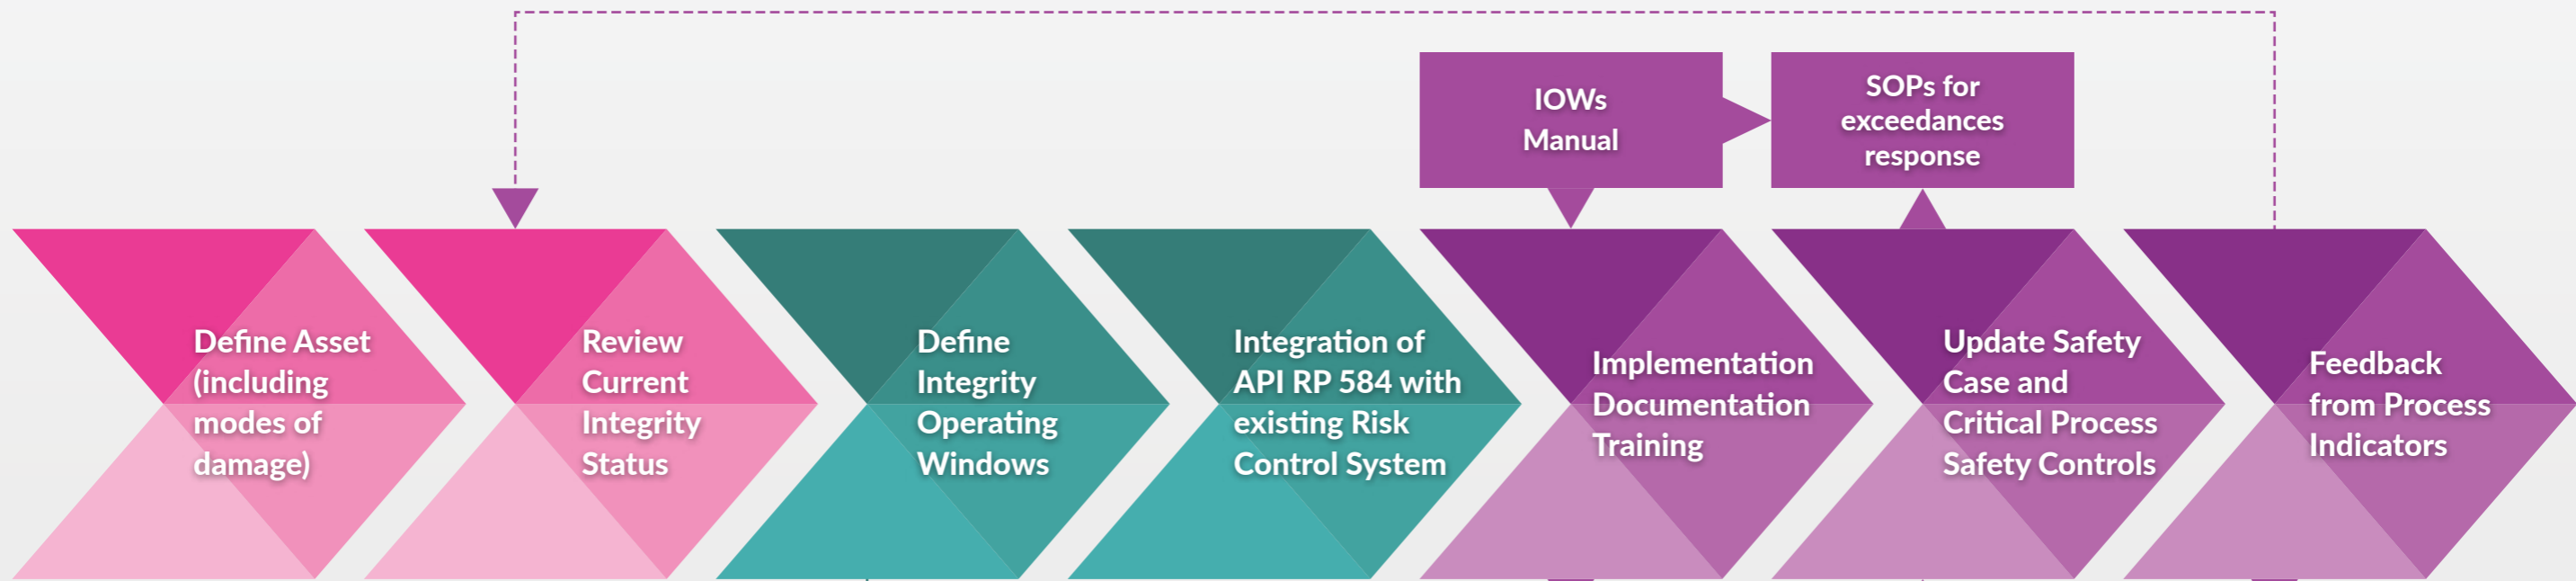 IOWs
Manual
SOPs for
exceedances
response
Define Asset
(including
modes of
damage)
Review
Current
Integrity
Status
Define
Integrity
Operating
Windows
Integration of
API RP 584 with
existing Risk
Control System
Implementation
Documentation
Training
Update Safety
Case and
Critical Process
Safety Controls
Feedback
from Process
Indicators